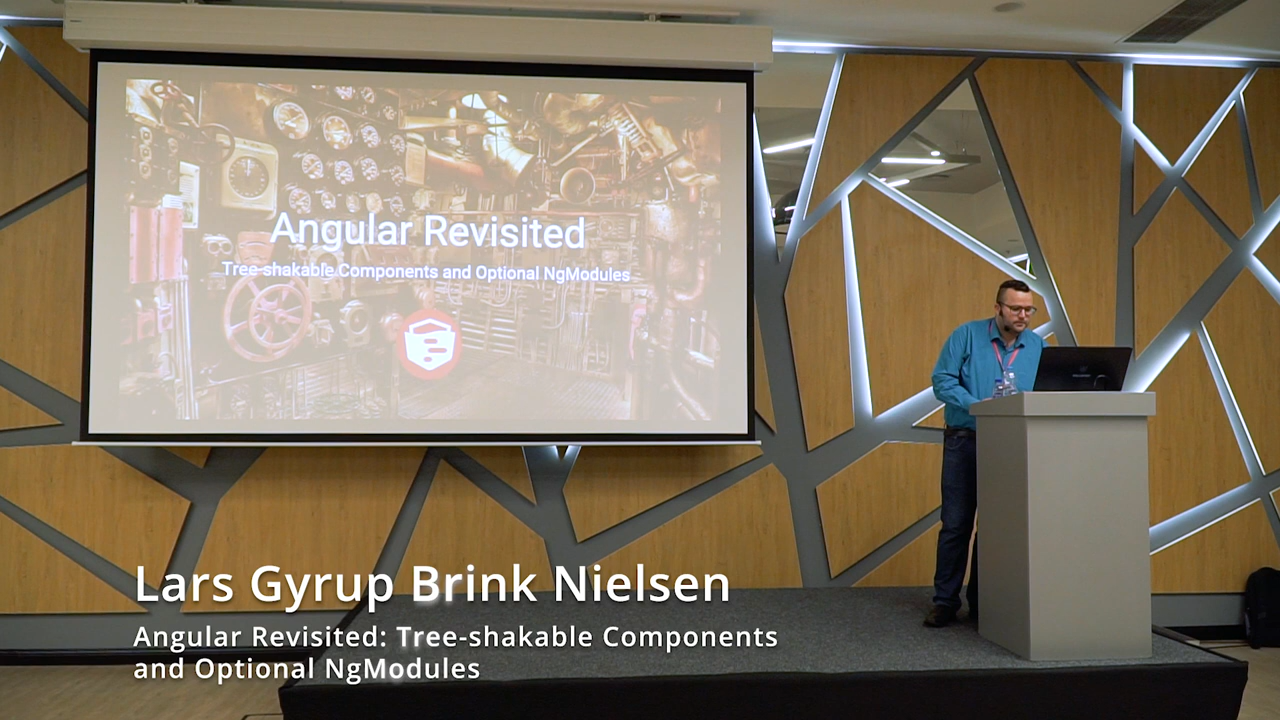 Angular Revisited
Tree-shakable Components and Optional NgModules
Lars Gyrup Brink Nielsen
Angular Revisited: Tree-shakable Components
and Optional NgModules